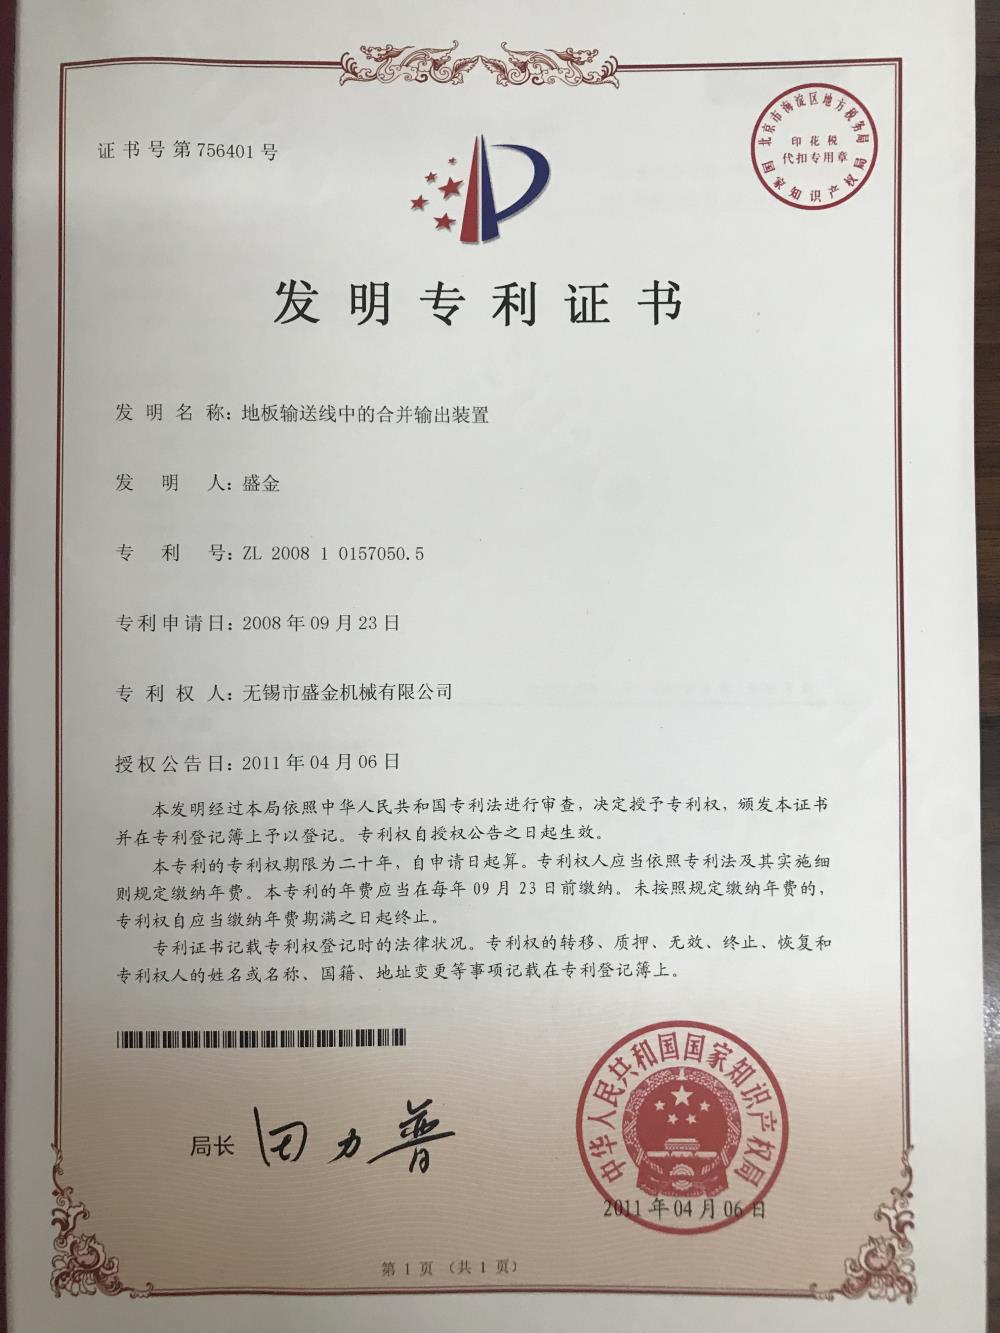 证书号第756401号
北京市海淀区地方税务局
印花税
代扣专用章
国家知识产权局
发明专利证书
发明名称：地板输送线中的合并输出装置
发明人：盛金
专利号：ZL 2008 1 0157050.5
专利申请日：2008年09月23日
专利权人：无锡市盛金机械有限公司
授权公告日：2011年04月06日
本发明经过本局依照中华人民共和国专利法进行审查，决定授予专利权，颁发本证书
并在专利登记簿上予以登记。专利权自授权公告之日起生效。
本专利的专利权期限为二十年，自申请日起算。专利权人应当依照专利法及其实施细
则规定缴纳年费。本专利的年费应当在每年09月23日前缴纳。未按照规定缴纳年费的，
专利权自应当缴纳年费期满之日起终止。
专利证书记载专利权登记时的法律状况。专利权的转移、质押、无效、终止、恢复和
专利权人的姓名或名称、国籍、地址变更等事项记载在专利登记簿上。
局长 田力普
中华人民共和国国家知识产权局
2011年04月06日
第1页（共1页）